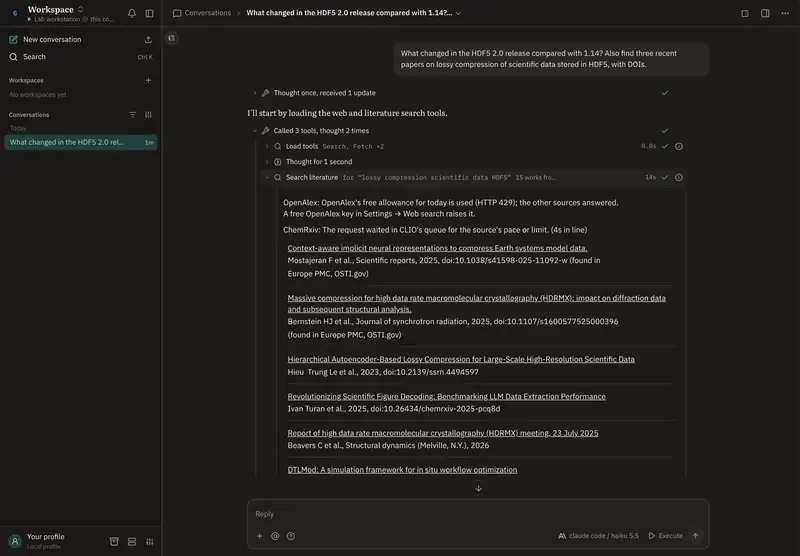 Workspace
Lab workstation @ this co...
Conversations › What changed in the HDF5 2.0 release compared with 1.14?...
New conversation
Search Ctrl K
Workspaces
No workspaces yet
Conversations
Today
What changed in the HDF5 2.0 rel... 1m
What changed in the HDF5 2.0 release compared with 1.14? Also find three recent
papers on lossy compression of scientific data stored in HDF5, with DOIs.
Thought once, received 1 update
I'll start by loading the web and literature search tools.
Called 3 tools, thought 2 times
Load tools Search, Fetch +2 0.0s
Thought for 1 second
Search literature for "lossy compression scientific data HDF5" 15 works fro... 14s
OpenAlex: OpenAlex's free allowance for today is used (HTTP 429); the other sources answered.
A free OpenAlex key in Settings → Web search raises it.
ChemRxiv: The request waited in CLIO's queue for the source's pace or limit. (4s in line)
Context-aware implicit neural representations to compress Earth systems model data.
Mostajeran F et al., Scientific reports, 2025, doi:10.1038/s41598-025-11092-w (found in
Europe PMC, OSTI.gov)
Massive compression for high data rate macromolecular crystallography (HDRMX): impact on diffraction data
and subsequent structural analysis.
Bernstein HJ et al., Journal of synchrotron radiation, 2025, doi:10.1107/s1600577525000396
(found in Europe PMC, OSTI.gov)
Hierarchical Autoencoder-Based Lossy Compression for Large-Scale High-Resolution Scientific Data
Hieu Trung Le et al., 2023, doi:10.2139/ssrn.4494597
Revolutionizing Scientific Figure Decoding: Benchmarking LLM Data Extraction Performance
Ivan Turan et al., 2025, doi:10.26434/chemrxiv-2025-pcq8d
Report of high data rate macromolecular crystallography (HDRMX) meeting, 23 July 2025
Beavers C et al., Structural dynamics (Melville, N.Y.), 2026
DTLMod: A simulation framework for in situ workflow optimization
Reply
claude code / haiku 5.5 Execute
Your profile
Local profile